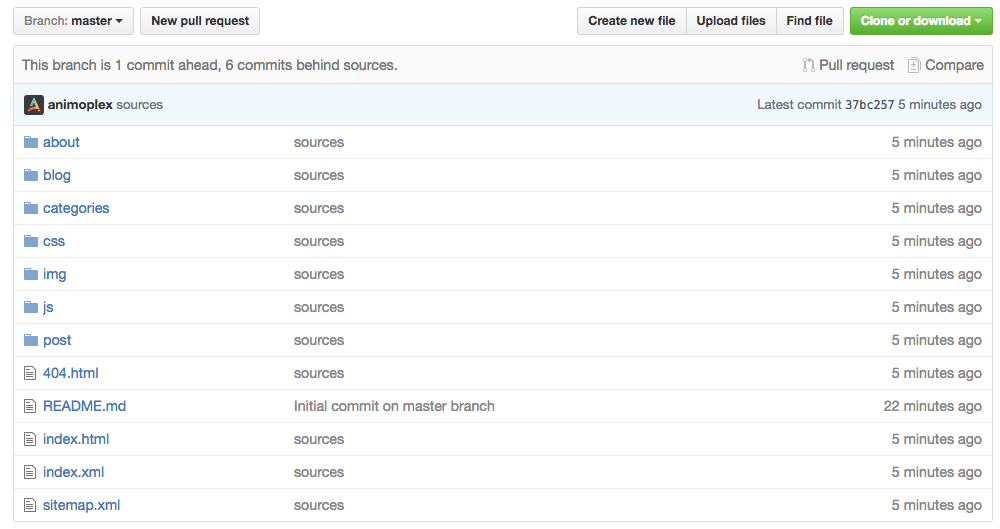 Branch: master New pull request Create new file Upload files Find file Clone or download
This branch is 1 commit ahead, 6 commits behind sources. Pull request Compare
animoplex sources Latest commit 37bc257 5 minutes ago
about sources 5 minutes ago
blog sources 5 minutes ago
categories sources 5 minutes ago
css sources 5 minutes ago
img sources 5 minutes ago
js sources 5 minutes ago
post sources 5 minutes ago
404.html sources 5 minutes ago
README.md Initial commit on master branch 22 minutes ago
index.html sources 5 minutes ago
index.xml sources 5 minutes ago
sitemap.xml sources 5 minutes ago